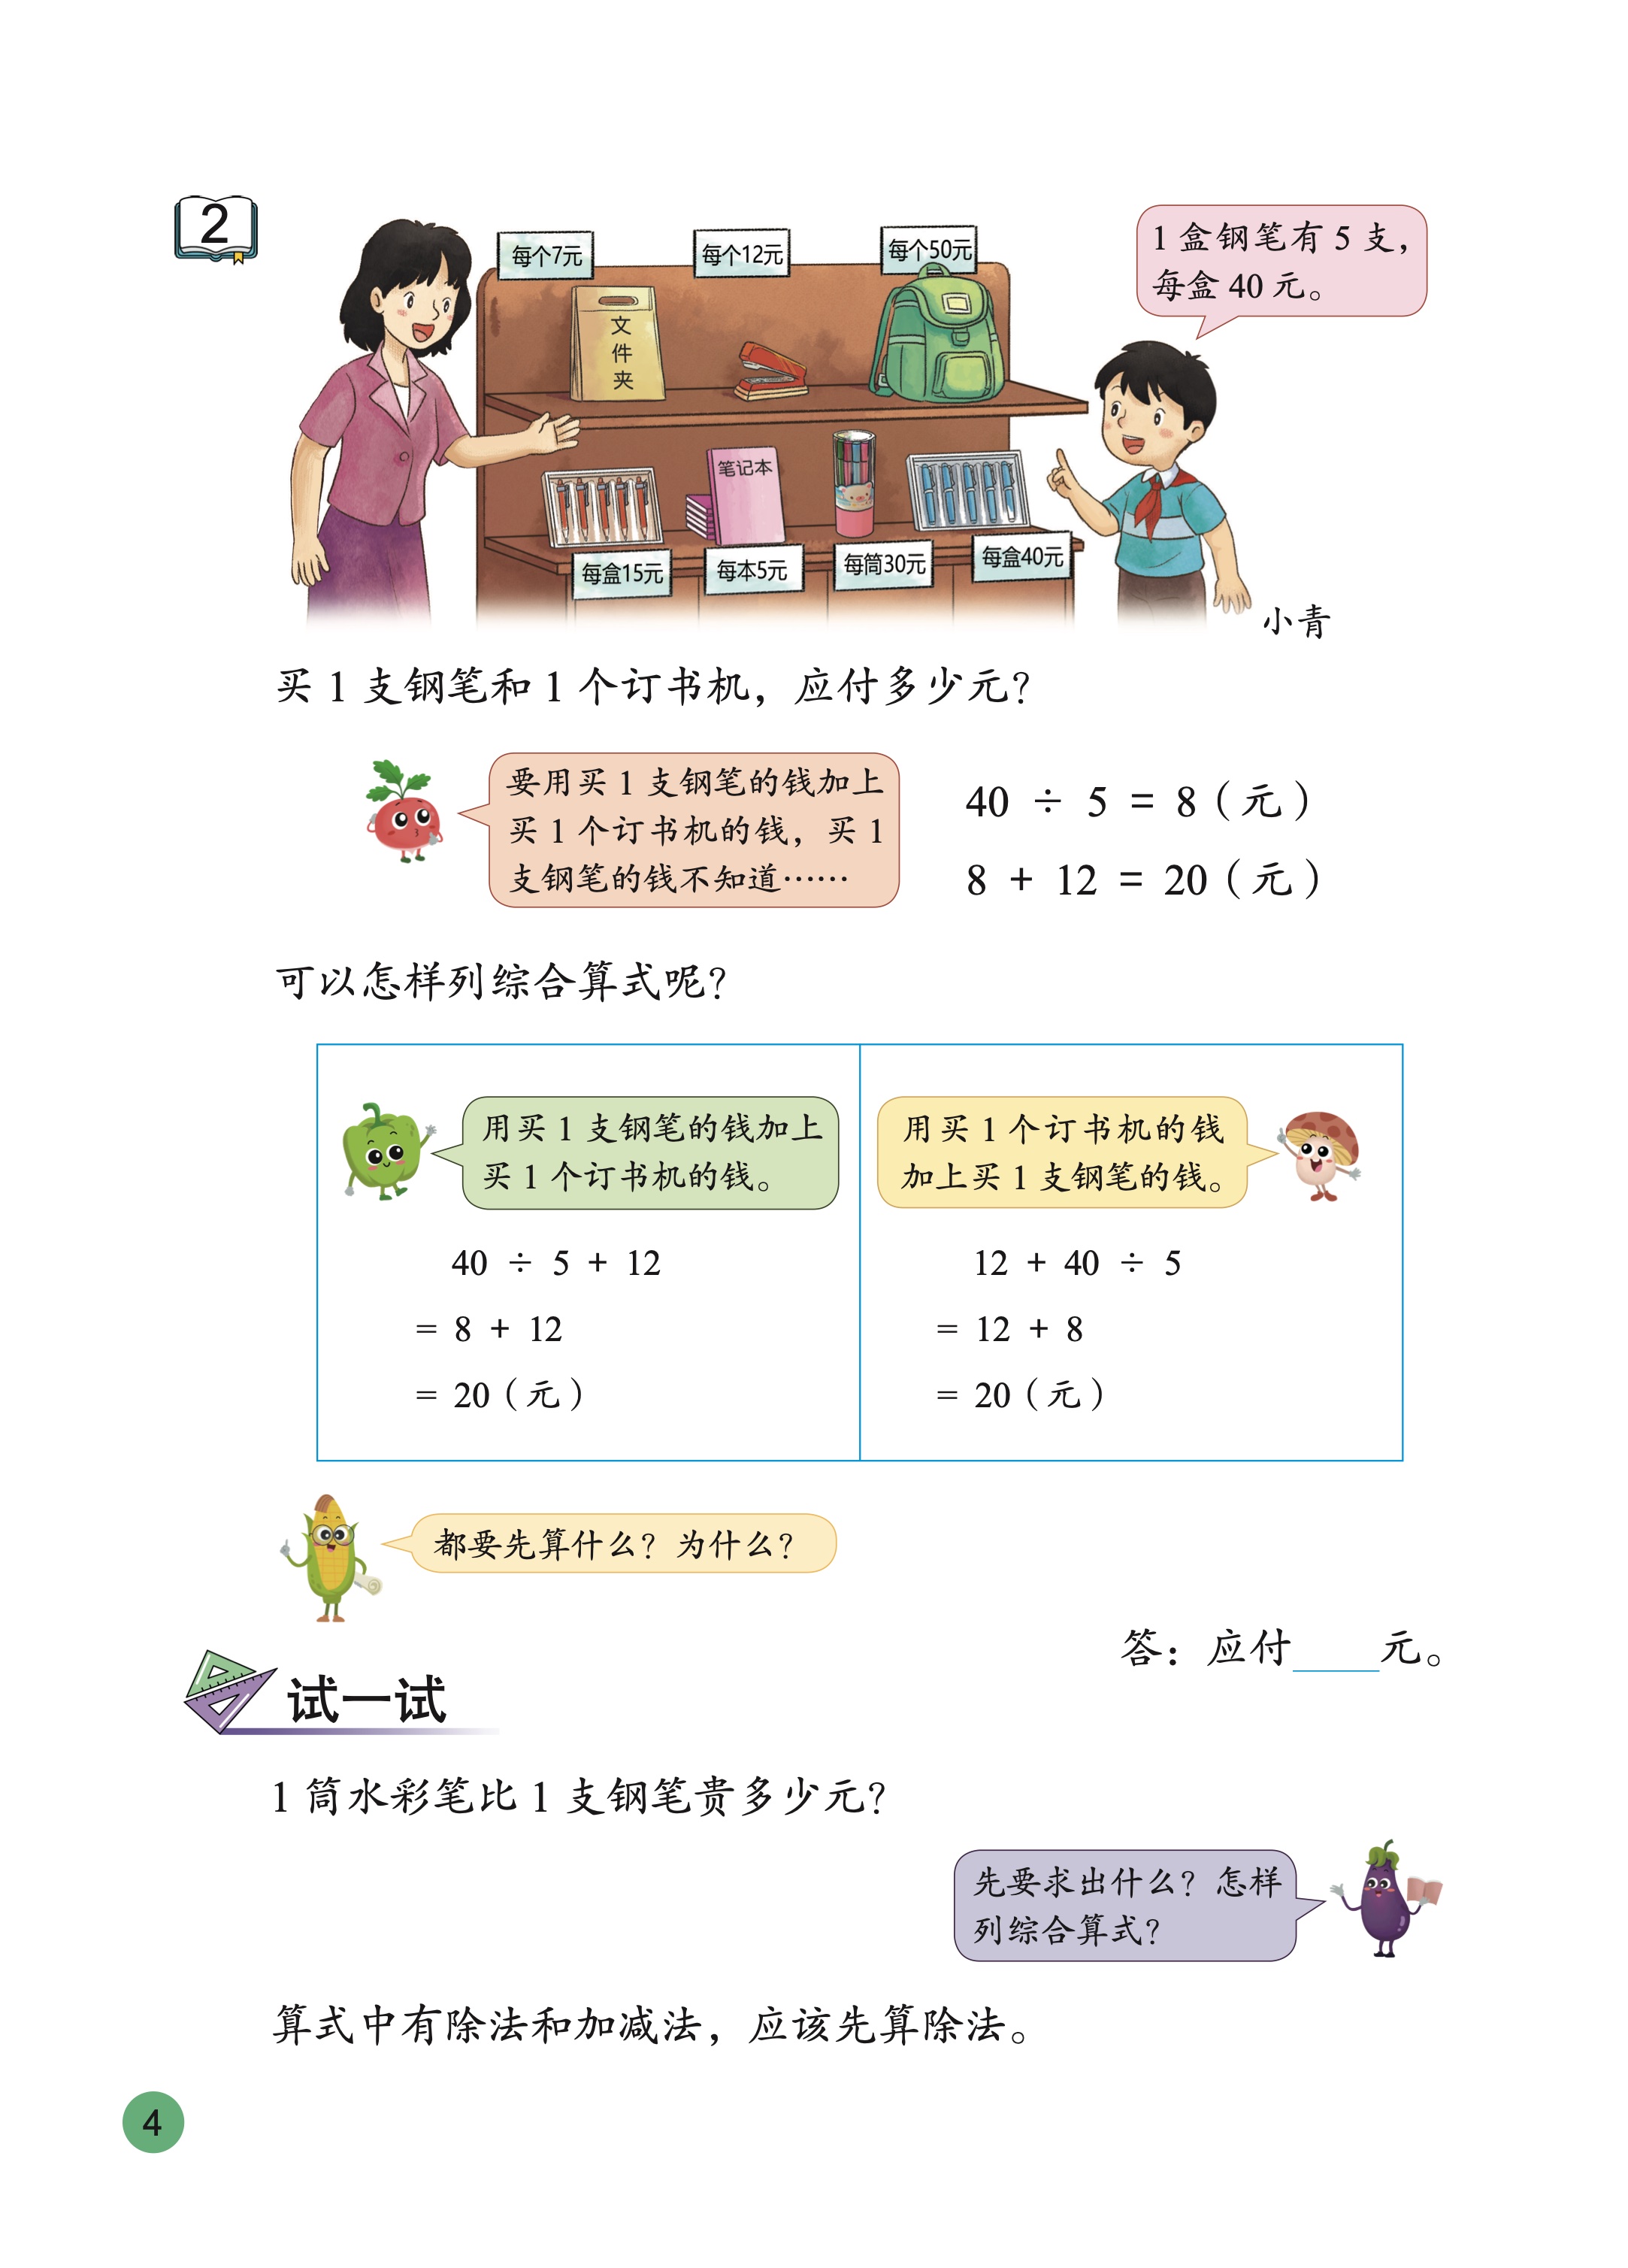 2
每个7元
每个12元
每个50元
1 盒钢笔有 5 支，
每盒 40 元。
文
件
夹
笔记本
每盒15元
每本5元
每筒30元
每盒40元
小青
买 1 支钢笔和 1 个订书机，应付多少元？
要用买 1 支钢笔的钱加上
买 1 个订书机的钱，买 1
支钢笔的钱不知道……
40 ÷ 5 = 8（元）
8 + 12 = 20（元）
可以怎样列综合算式呢？
用买 1 支钢笔的钱加上
买 1 个订书机的钱。
40 ÷ 5 + 12
= 8 + 12
= 20（元）
用买 1 个订书机的钱
加上买 1 支钢笔的钱。
12 + 40 ÷ 5
= 12 + 8
= 20（元）
都要先算什么？为什么？
答：应付____元。
试一试
1 筒水彩笔比 1 支钢笔贵多少元？
先要求出什么？怎样
列综合算式？
算式中有除法和加减法，应该先算除法。
4